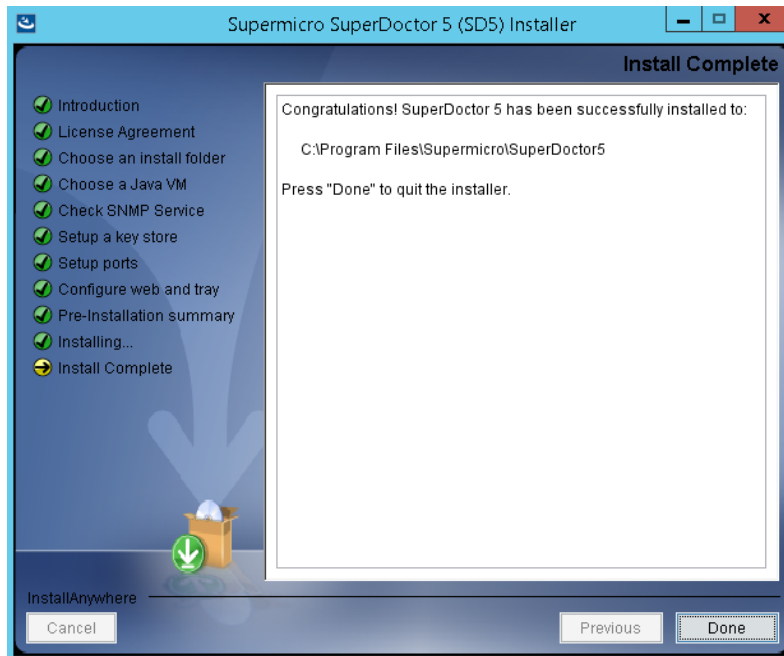 Supermicro SuperDoctor 5 (SD5) Installer
Install Complete
Introduction
License Agreement
Choose an install folder
Choose a Java VM
Check SNMP Service
Setup a key store
Setup ports
Configure web and tray
Pre-Installation summary
Installing...
Install Complete
Congratulations! SuperDoctor 5 has been successfully installed to:
C:\Program Files\Supermicro\SuperDoctor5
Press "Done" to quit the installer.
InstallAnywhere
Cancel
Previous
Done